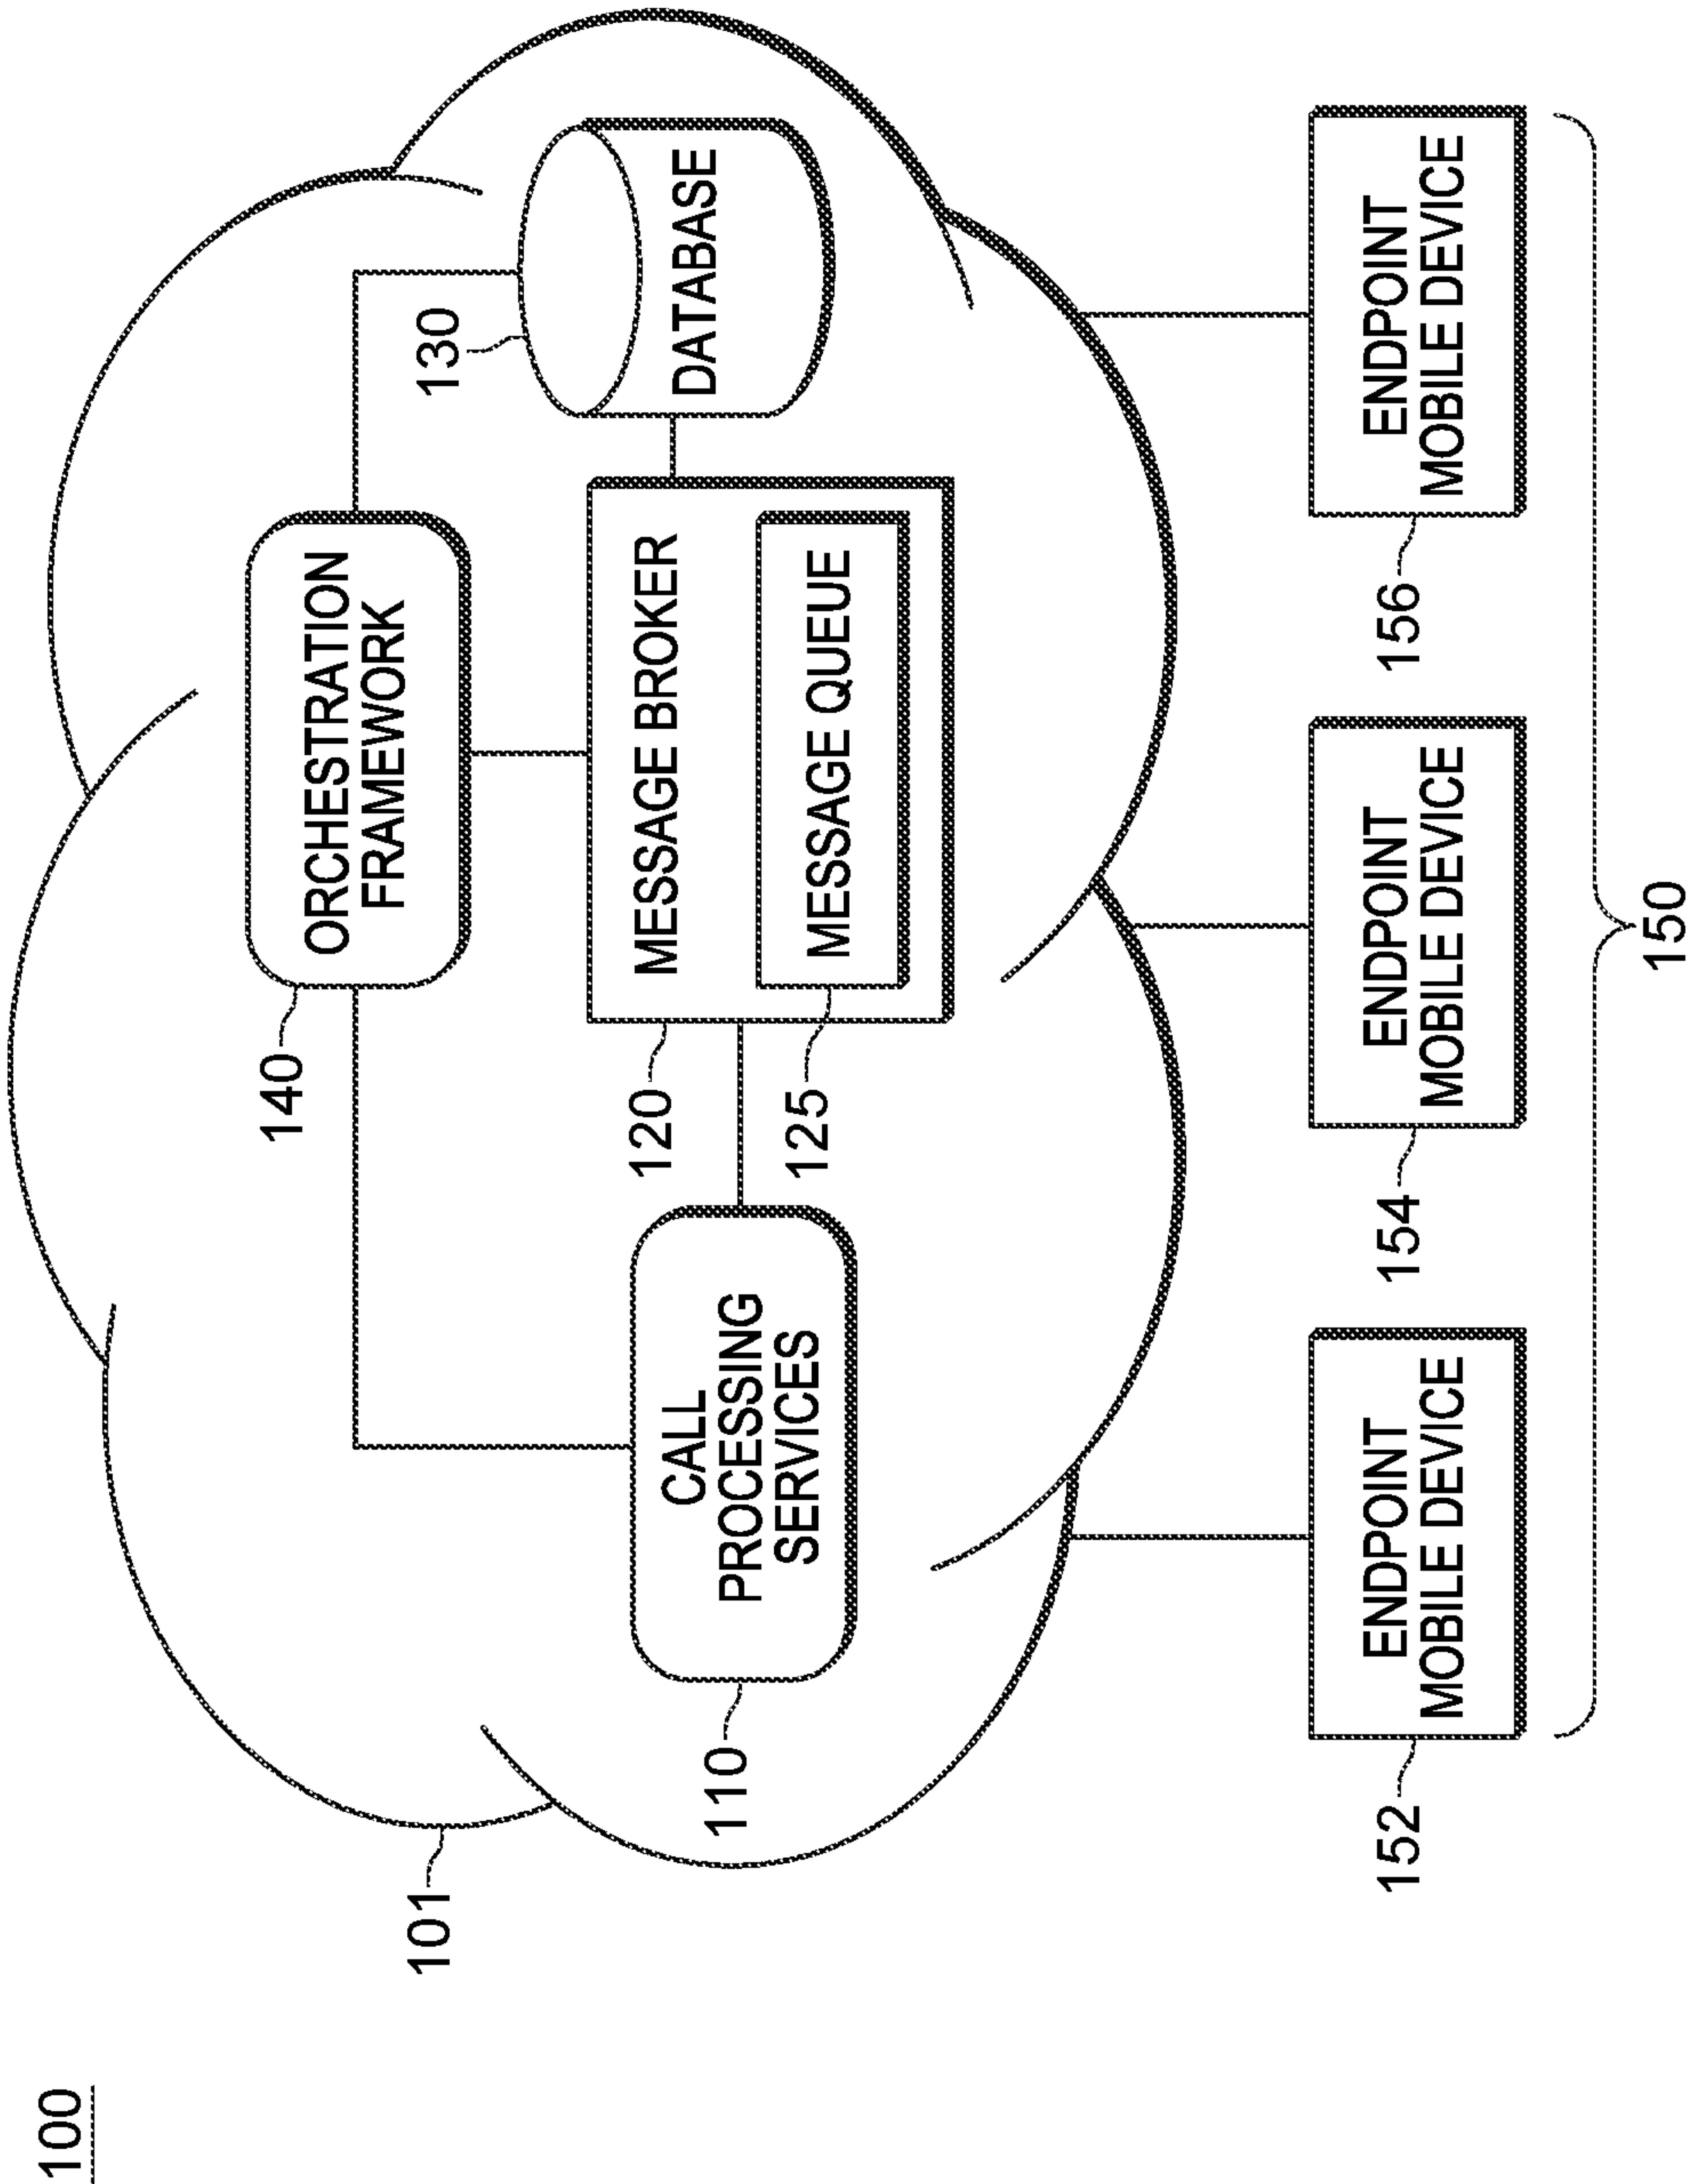 100
101
140
ORCHESTRATION
FRAMEWORK
130
DATABASE
110
CALL
PROCESSING
SERVICES
120
MESSAGE BROKER
125
MESSAGE QUEUE
152
ENDPOINT
MOBILE DEVICE
154
ENDPOINT
MOBILE DEVICE
156
ENDPOINT
MOBILE DEVICE
150